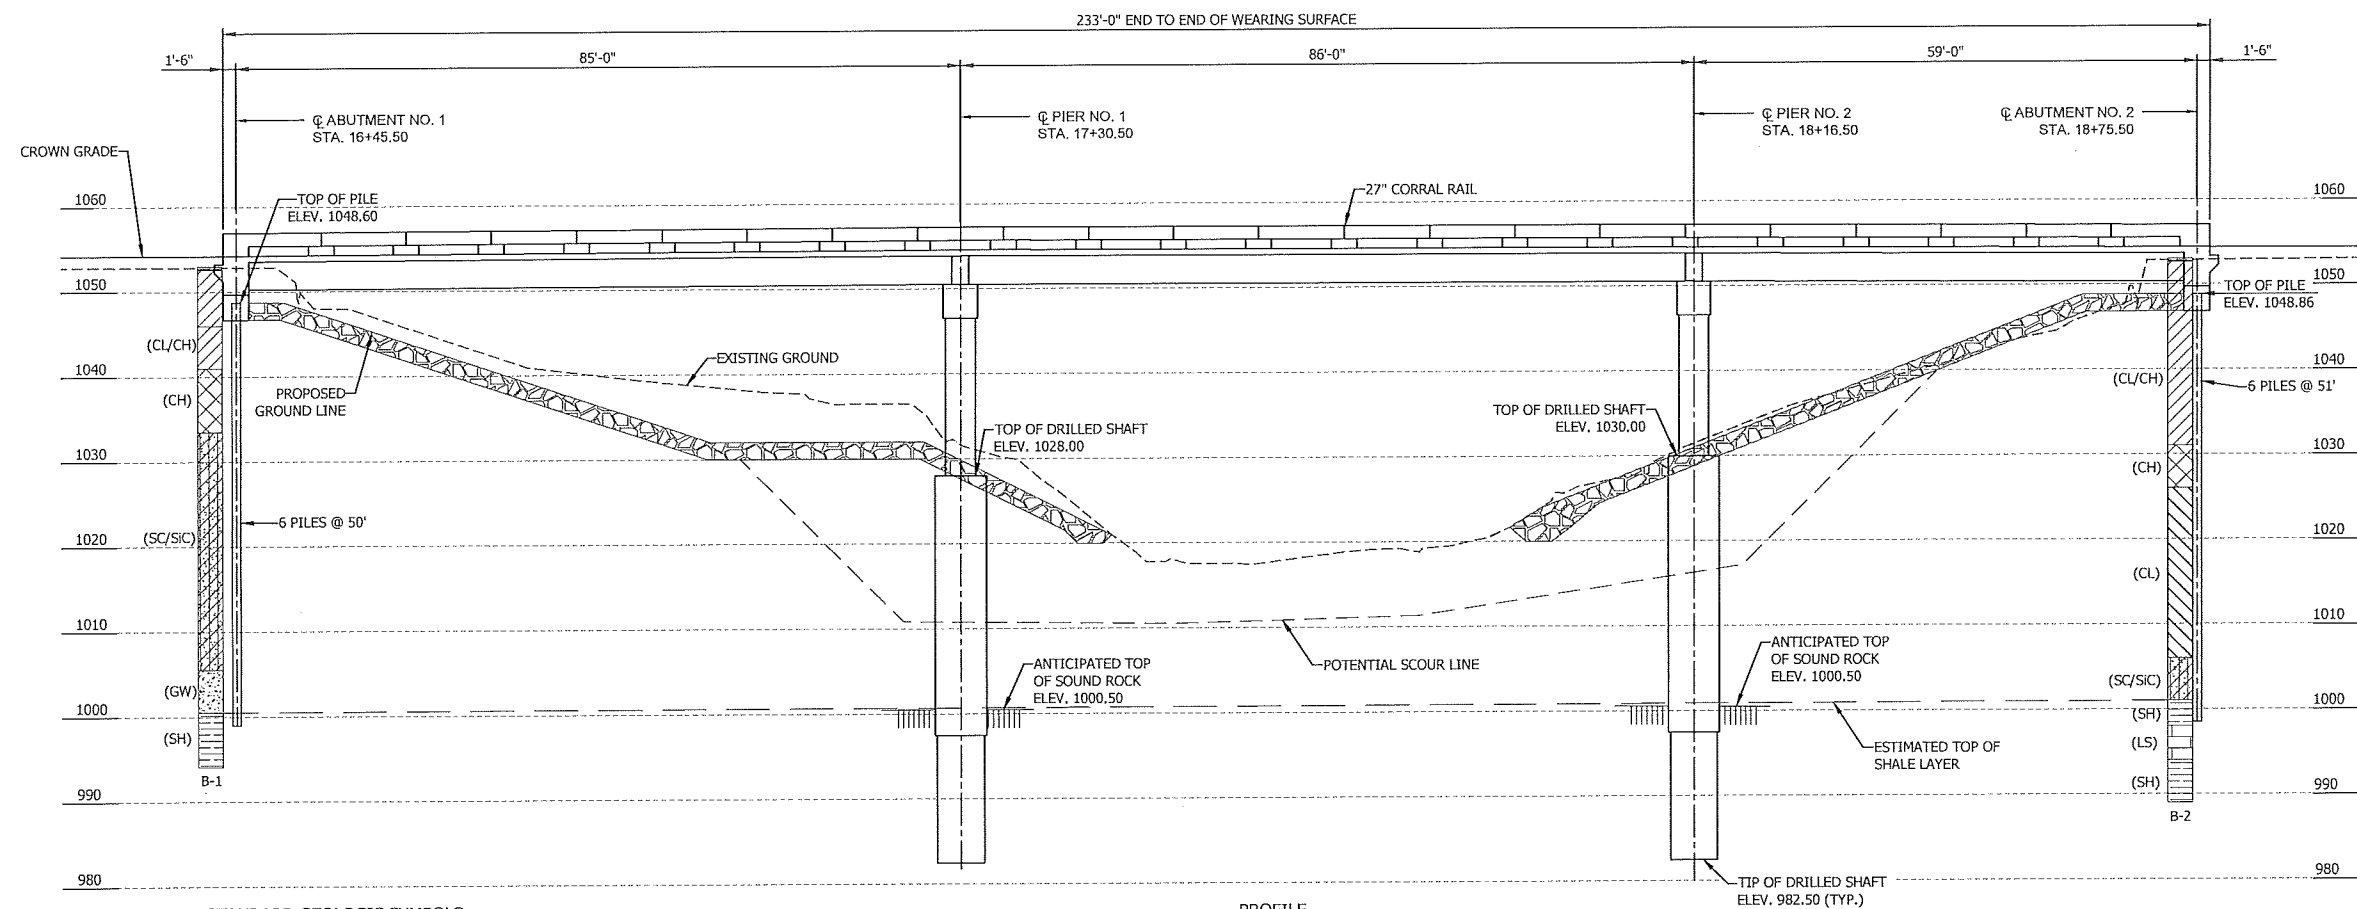 233'-0" END TO END OF WEARING SURFACE
1'-6"
85'-0"
86'-0"
59'-0"
1'-6"
℄ ABUTMENT NO. 1
STA. 16+45.50
℄ PIER NO. 1
STA. 17+30.50
℄ PIER NO. 2
STA. 18+16.50
℄ ABUTMENT NO. 2
STA. 18+75.50
CROWN GRADE
1060
TOP OF PILE
ELEV. 1048.60
27" CORRAL RAIL
1060
1050
1050
TOP OF PILE
ELEV. 1048.86
(CL/CH)
EXISTING GROUND
1040
1040
(CL/CH)
6 PILES @ 51'
PROPOSED
GROUND LINE
(CH)
TOP OF DRILLED SHAFT
ELEV. 1028.00
TOP OF DRILLED SHAFT
ELEV. 1030.00
1030
1030
(CH)
6 PILES @ 50'
(SC/SiC)
1020
1020
(CL)
1010
1010
POTENTIAL SCOUR LINE
ANTICIPATED TOP
OF SOUND ROCK
ELEV. 1000.50
ANTICIPATED TOP
OF SOUND ROCK
ELEV. 1000.50
(GW)
(SC/SiC)
1000
1000
(SH)
(SH)
(LS)
ESTIMATED TOP OF
SHALE LAYER
B-1
(SH)
990
990
B-2
980
980
TIP OF DRILLED SHAFT
ELEV. 982.50 (TYP.)
PROFILE